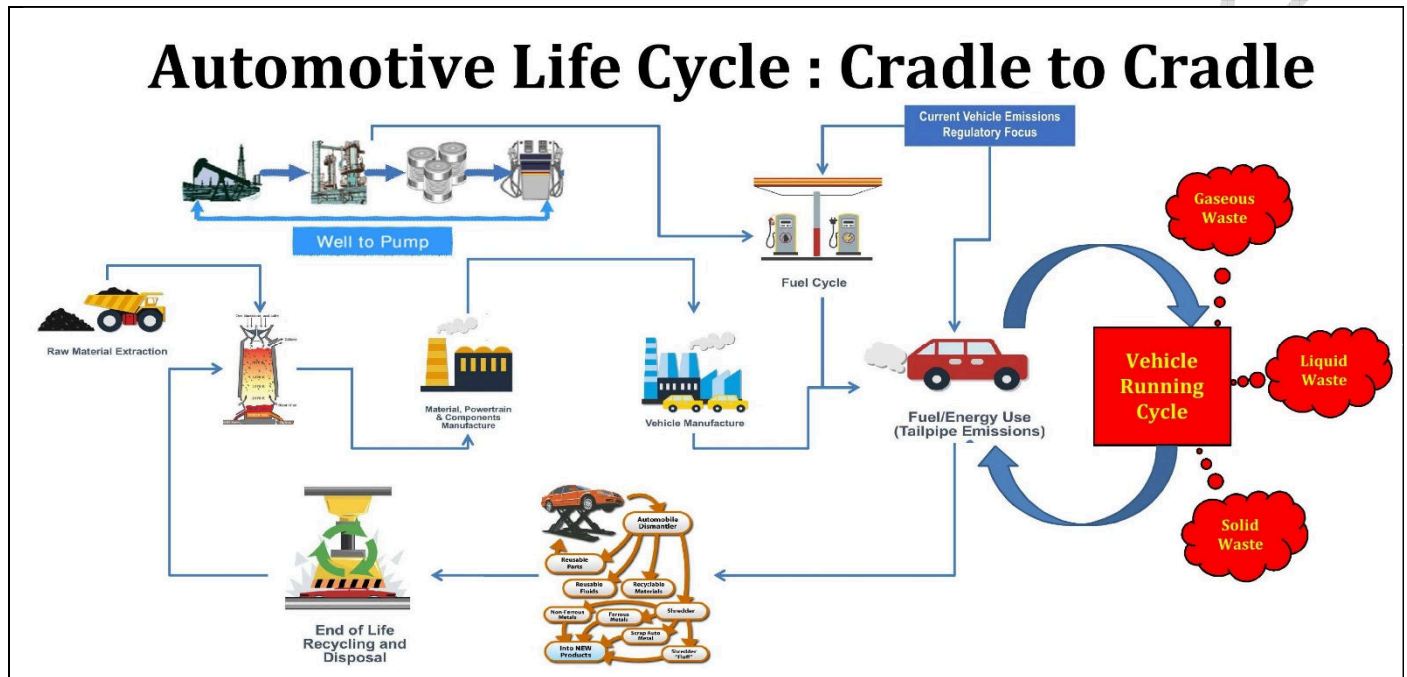 Automotive Life Cycle : Cradle to Cradle
Current Vehicle Emissions
Regulatory Focus
Well to Pump
Gaseous
Waste
Fuel Cycle
Raw Material Extraction
Liquid
Waste
Vehicle
Running
Cycle
Material, Powertrain
& Components
Manufacture
Vehicle Manufacture
Fuel/Energy Use
(Tailpipe Emissions)
Solid
Waste
Automobile
Dismantler
Reusable
Parts
Reusable
Fluids
Recyclable
Materials
Non-Ferrous
Metals
Ferrous
Metals
Shredder
Scrap Auto
Metal
Into NEW
Products
Shredder
"Fluff"
End of Life
Recycling and
Disposal